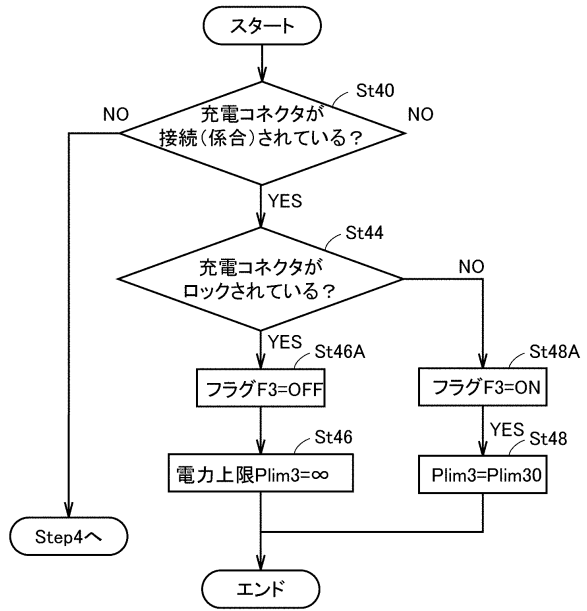 スタート
St40
NO
充電コネクタが
接続(係合)されている?
NO
YES
St44
充電コネクタが
ロックされている?
NO
YES
St46A
フラグF3=OFF
St48A
フラグF3=ON
YES
St46
電力上限Plim3=∞
St48
Plim3=Plim30
Step4へ
エンド